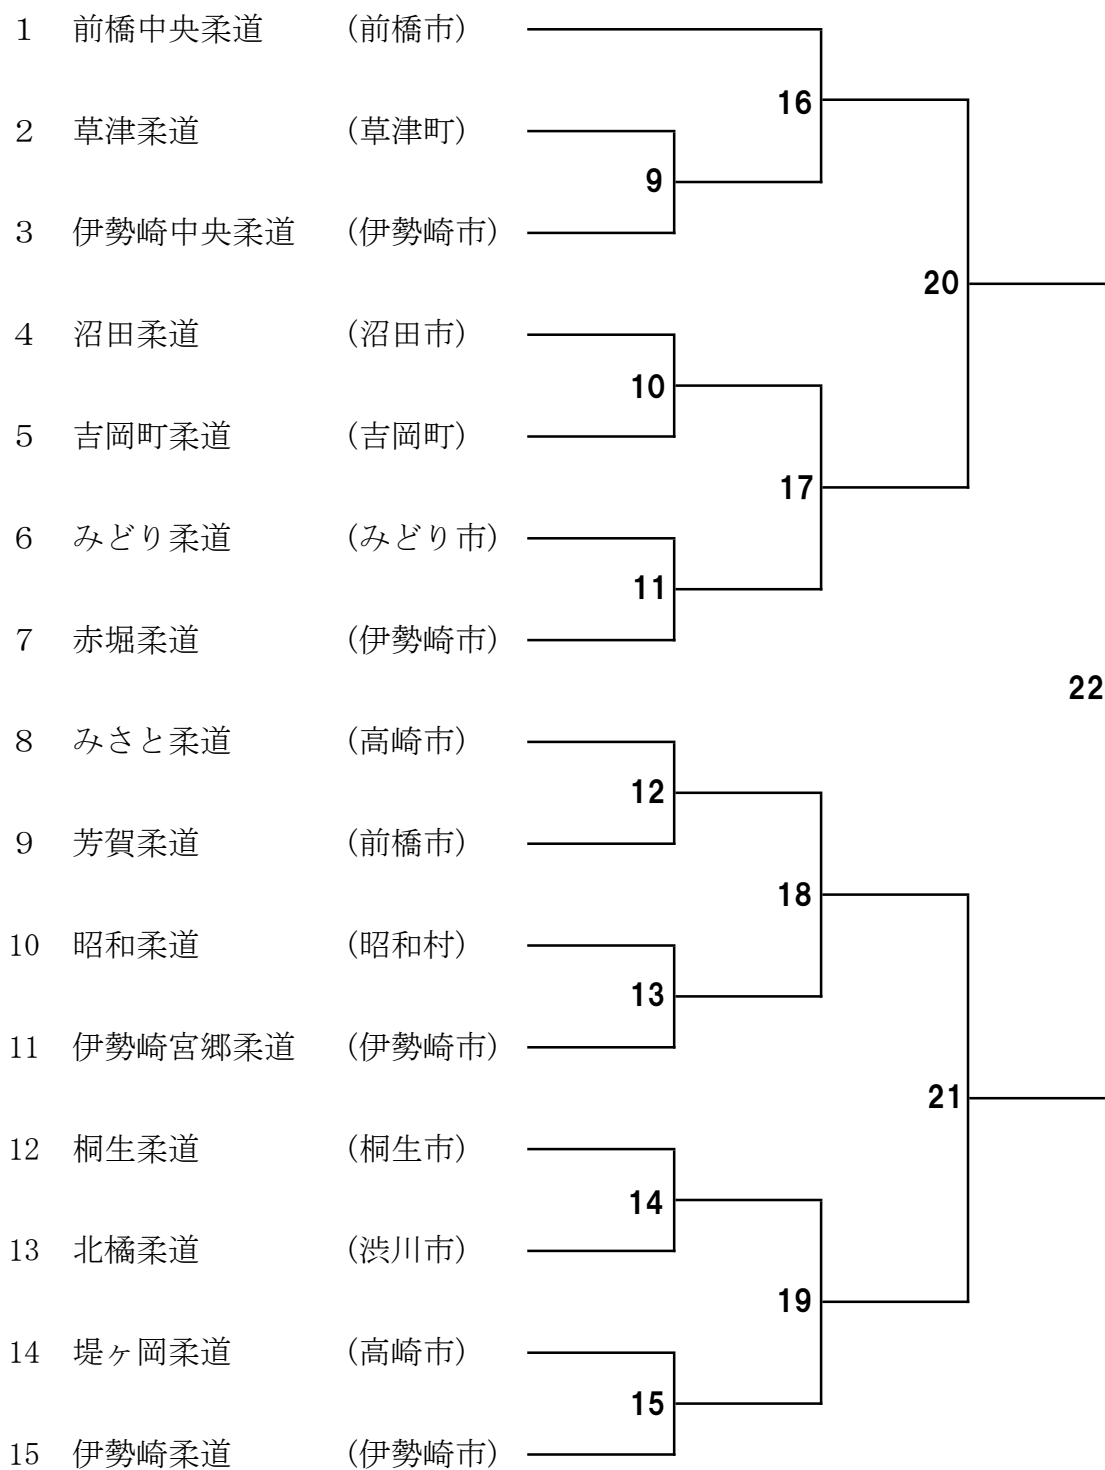 1 前橋中央柔道 (前橋市)
16
2 草津柔道 (草津町)
9
3 伊勢崎中央柔道 (伊勢崎市)
20
4 沼田柔道 (沼田市)
10
5 吉岡町柔道 (吉岡町)
17
6 みどり柔道 (みどり市)
11
7 赤堀柔道 (伊勢崎市)
22
8 みさと柔道 (高崎市)
12
9 芳賀柔道 (前橋市)
18
10 昭和柔道 (昭和村)
13
11 伊勢崎宮郷柔道 (伊勢崎市)
21
12 桐生柔道 (桐生市)
14
13 北橘柔道 (渋川市)
19
14 堤ヶ岡柔道 (高崎市)
15
15 伊勢崎柔道 (伊勢崎市)